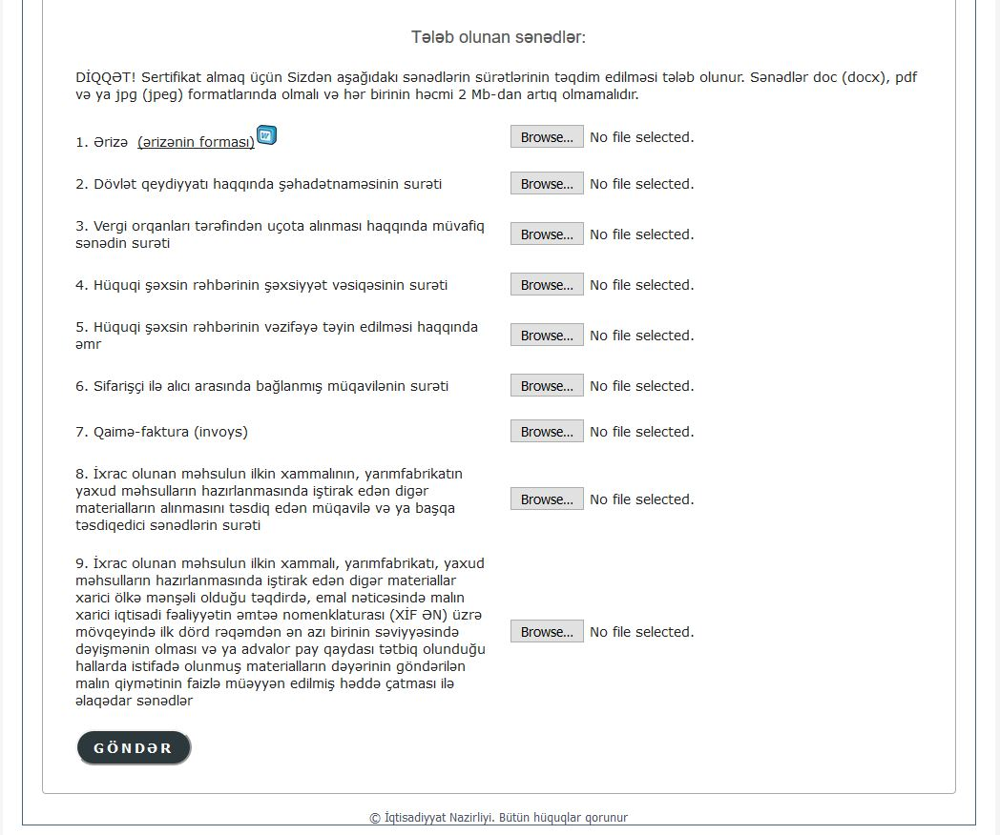 Tələb olunan sənədlər:
DİQQƏT! Sertifikat almaq üçün Sizdən aşağıdakı sənədlərin sürətlərinin təqdim edilməsi tələb olunur. Sənədlər doc (docx), pdf
və ya jpg (jpeg) formatlarında olmalı və hər birinin həcmi 2 Mb-dan artıq olmamalıdır.
1. Ərizə (ərizənin forması) Browse... No file selected.
2. Dövlət qeydiyyatı haqqında şəhadətnaməsinin surəti Browse... No file selected.
3. Vergi orqanları tərəfindən uçota alınması haqqında müvafiq
sənədin surəti
Browse... No file selected.
4. Hüquqi şəxsin rəhbərinin şəxsiyyət vəsiqəsinin surəti Browse... No file selected.
5. Hüquqi şəxsin rəhbərinin vəzifəyə təyin edilməsi haqqında
əmr
Browse... No file selected.
6. Sifarişçi ilə alıcı arasında bağlanmış müqavilənin surəti Browse... No file selected.
7. Qaimə-faktura (invoys) Browse... No file selected.
8. İxrac olunan məhsulun ilkin xammalının, yarımfabrikatın
yaxud məhsulların hazırlanmasında iştirak edən digər
materialların alınmasını təsdiq edən müqavilə və ya başqa
təsdiqedici sənədlərin surəti
Browse... No file selected.
9. İxrac olunan məhsulun ilkin xammalı, yarımfabrikatı, yaxud
məhsulların hazırlanmasında iştirak edən digər materiallar
xarici ölkə mənşəli olduğu təqdirdə, emal nəticəsində malın
xarici iqtisadi fəaliyyətin əmtəə nomenklaturası (XİF ƏN) üzrə
mövqeyində ilk dörd rəqəmdən ən azı birinin səviyyəsində
dəyişmənin olması və ya advalor pay qaydası tətbiq olunduğu
hallarda istifadə olunmuş materialların dəyərinin göndərilən
malın qiymətinin faizlə müəyyən edilmiş həddə çatması ilə
əlaqədar sənədlər
Browse... No file selected.
GÖNDƏR
© İqtisadiyyat Nazirliyi. Bütün hüquqlar qorunur